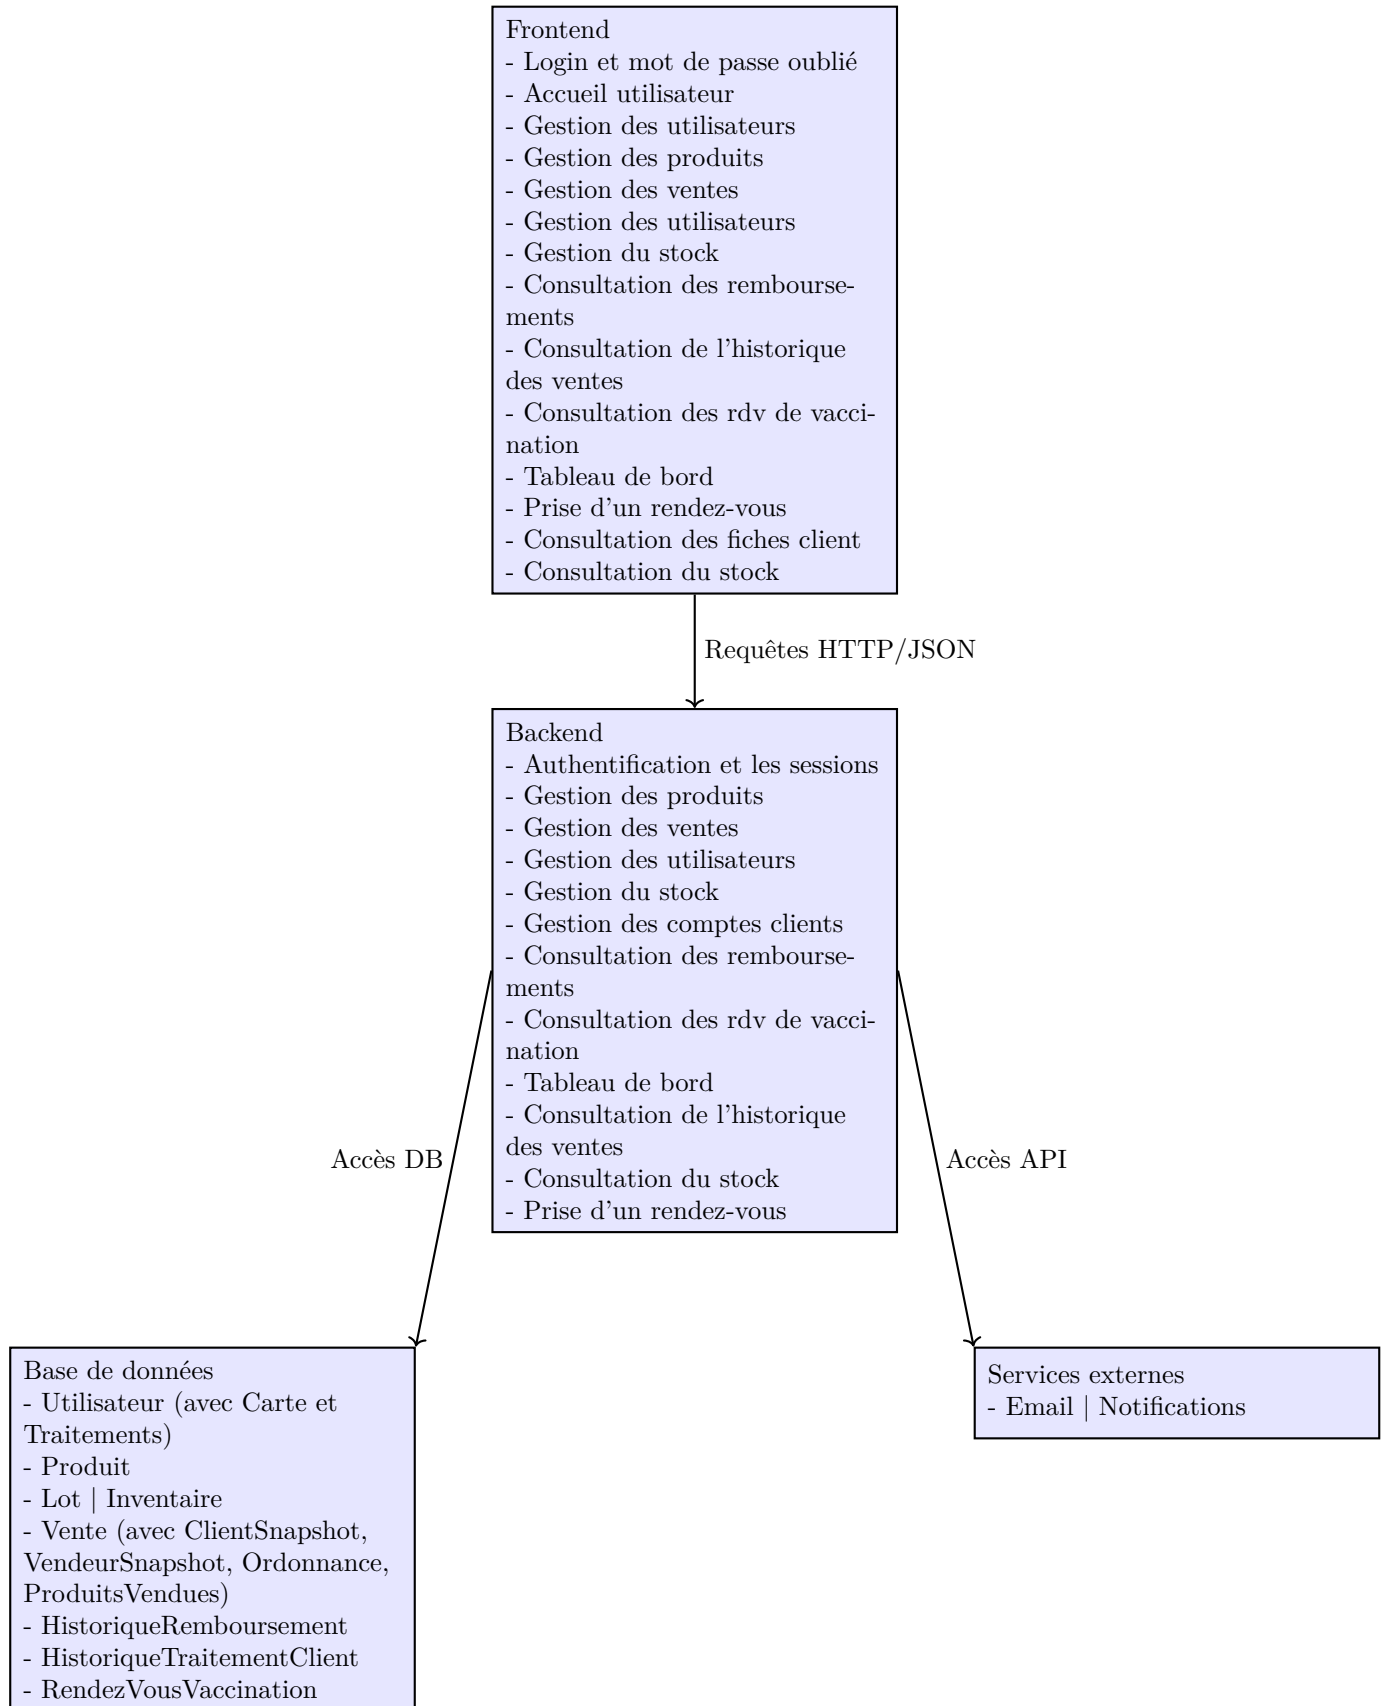 Frontend
- Login et mot de passe oublié
- Accueil utilisateur
- Gestion des utilisateurs
- Gestion des produits
- Gestion des ventes
- Gestion des utilisateurs
- Gestion du stock
- Consultation des rembourse-
ments
- Consultation de l'historique
des ventes
- Consultation des rdv de vacci-
nation
- Tableau de bord
- Prise d'un rendez-vous
- Consultation des fiches client
- Consultation du stock
Requêtes HTTP/JSON
Backend
- Authentification et les sessions
- Gestion des produits
- Gestion des ventes
- Gestion des utilisateurs
- Gestion du stock
- Gestion des comptes clients
- Consultation des rembourse-
ments
- Consultation des rdv de vacci-
nation
- Tableau de bord
- Consultation de l'historique
des ventes
- Consultation du stock
- Prise d'un rendez-vous
Accès DB
Accès API
Base de données
- Utilisateur (avec Carte et
Traitements)
- Produit
- Lot | Inventaire
- Vente (avec ClientSnapshot,
VendeurSnapshot, Ordonnance,
ProduitsVendues)
- HistoriqueRemboursement
- HistoriqueTraitementClient
- RendezVousVaccination
Services externes
- Email | Notifications